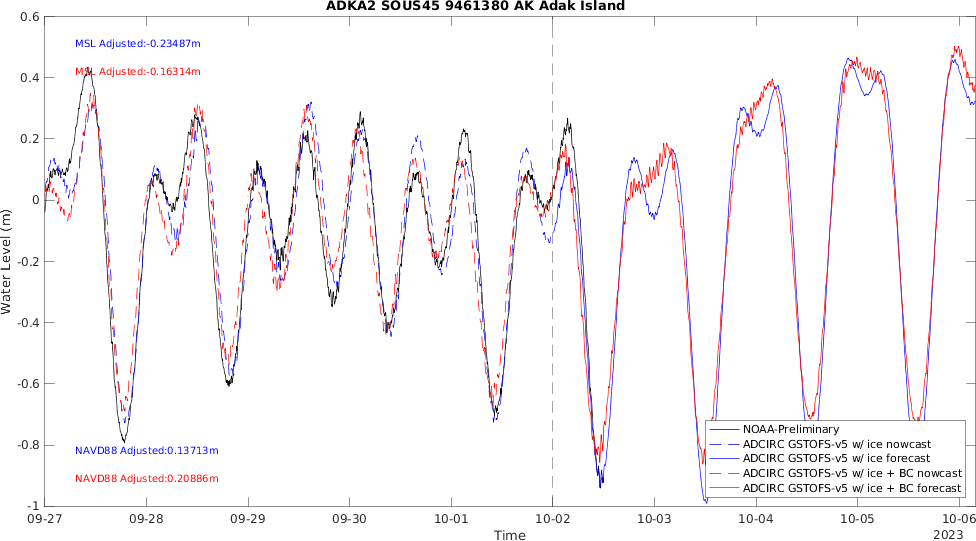 ADKA2 SOUS45 9461380 AK Adak Island
0.6
0.4
0.2
0
-0.2
-0.4
-0.6
-0.8
-1
Water Level (m)
MSL Adjusted:-0.23487m
MSL Adjusted:-0.16314m
NAVD88 Adjusted:0.13713m
NAVD88 Adjusted:0.20886m
NOAA-Preliminary
ADCIRC GSTOFS-v5 w/ ice nowcast
ADCIRC GSTOFS-v5 w/ ice forecast
ADCIRC GSTOFS-v5 w/ ice + BC nowcast
ADCIRC GSTOFS-v5 w/ ice + BC forecast
09-27 09-28 09-29 09-30 10-01 10-02 10-03 10-04 10-05 10-06
Time
2023